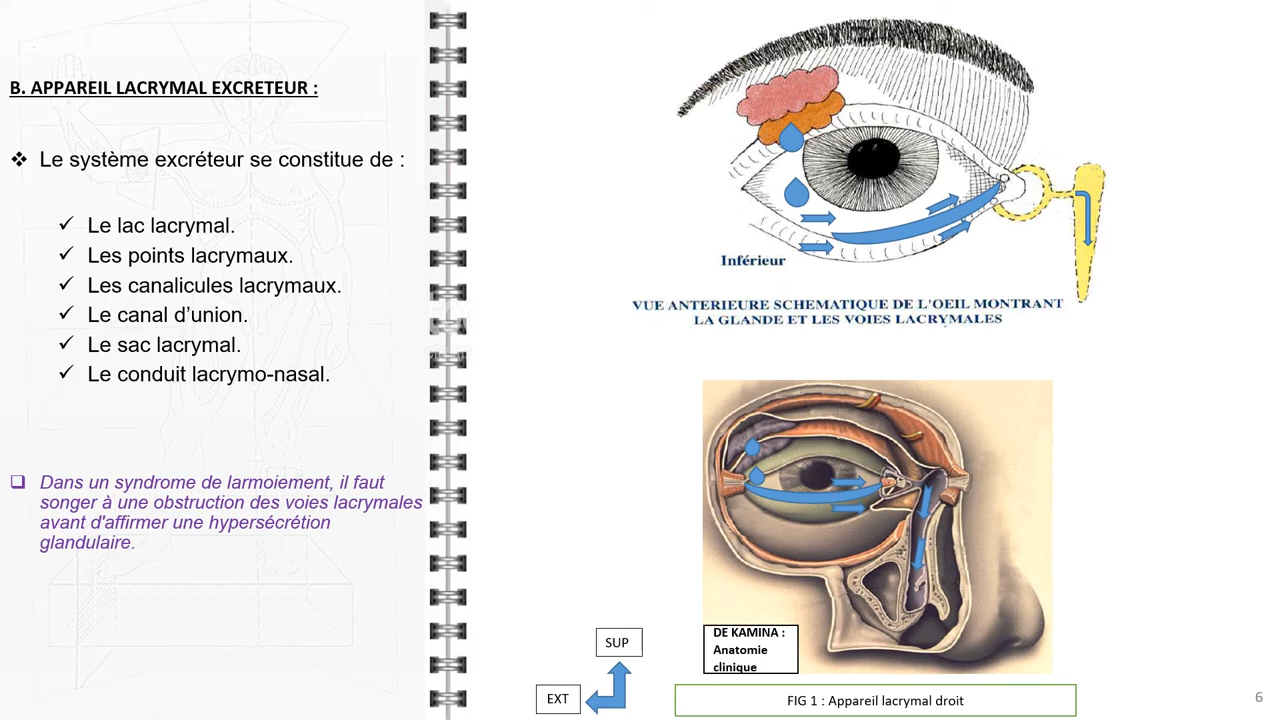 B. APPAREIL LACRYMAL EXCRETEUR :
❖ Le système excréteur se constitue de :
✓ Le lac lacrymal.
✓ Les points lacrymaux.
✓ Les canalicules lacrymaux.
✓ Le canal d’union.
✓ Le sac lacrymal.
✓ Le conduit lacrymo-nasal.
❑ Dans un syndrome de larmoiement, il faut
songer à une obstruction des voies lacrymales
avant d'affirmer une hypersécrétion
glandulaire.
Inférieur
VUE ANTERIEURE SCHEMATIQUE DE L'OEIL MONTRANT
LA GLANDE ET LES VOIES LACRYMALES
DE KAMINA :
Anatomie
clinique
SUP
EXT
FIG 1 : Appareil lacrymal droit
6